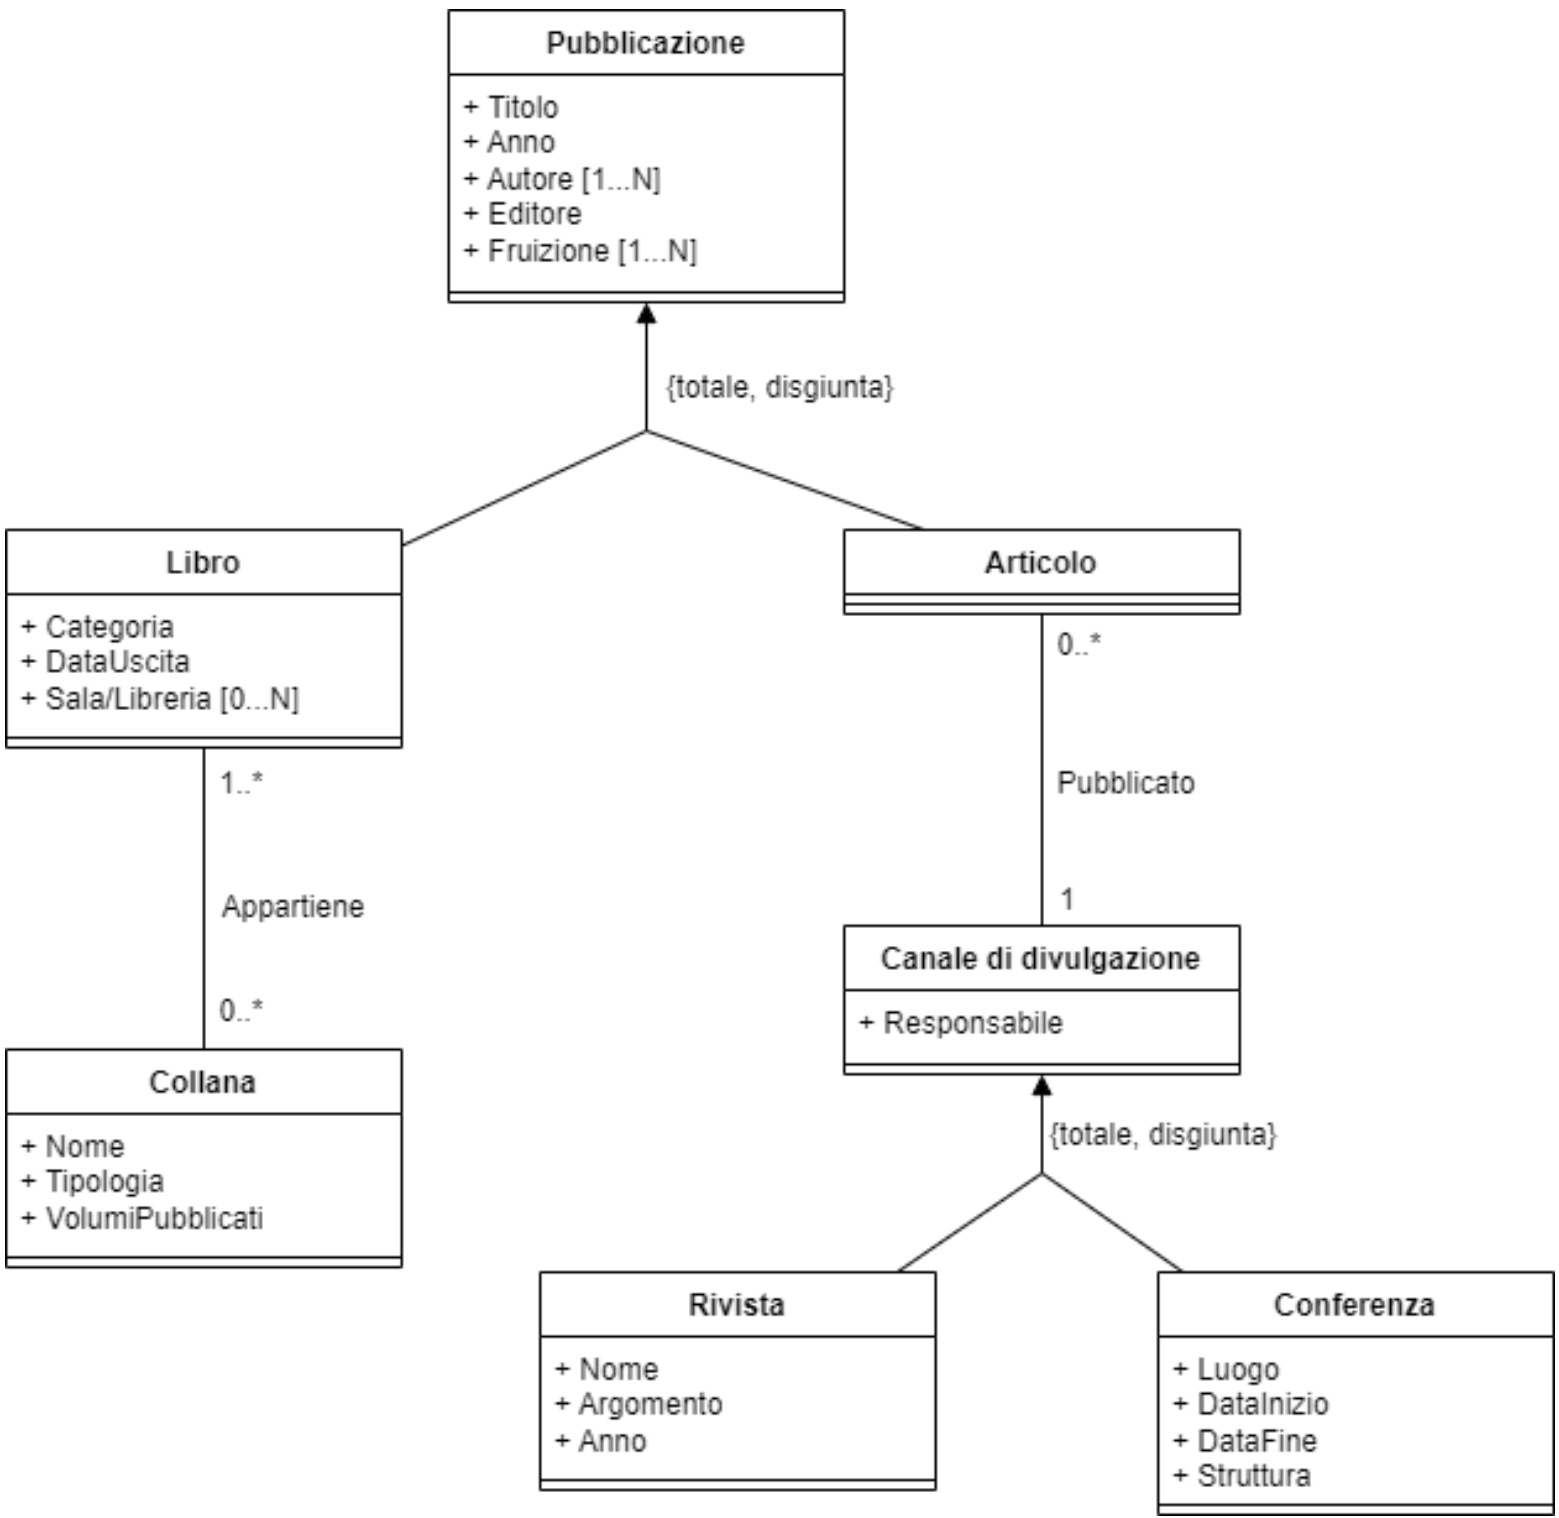 Pubblicazione
+ Titolo
+ Anno
+ Autore [1...N]
+ Editore
+ Fruizione [1...N]
{totale, disgiunta}
Libro
+ Categoria
+ DataUscita
+ Sala/Libreria [0...N]
Articolo
0..*
1..*
Pubblicato
Appartiene
1
0..*
Canale di divulgazione
+ Responsabile
Collana
+ Nome
+ Tipologia
+ VolumiPubblicati
{totale, disgiunta}
Rivista
+ Nome
+ Argomento
+ Anno
Conferenza
+ Luogo
+ DataInizio
+ DataFine
+ Struttura